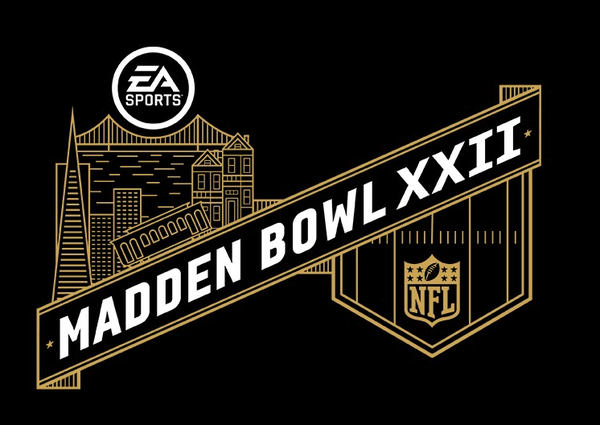 EA
SPORTS
MADDEN BOWL XXII
NFL